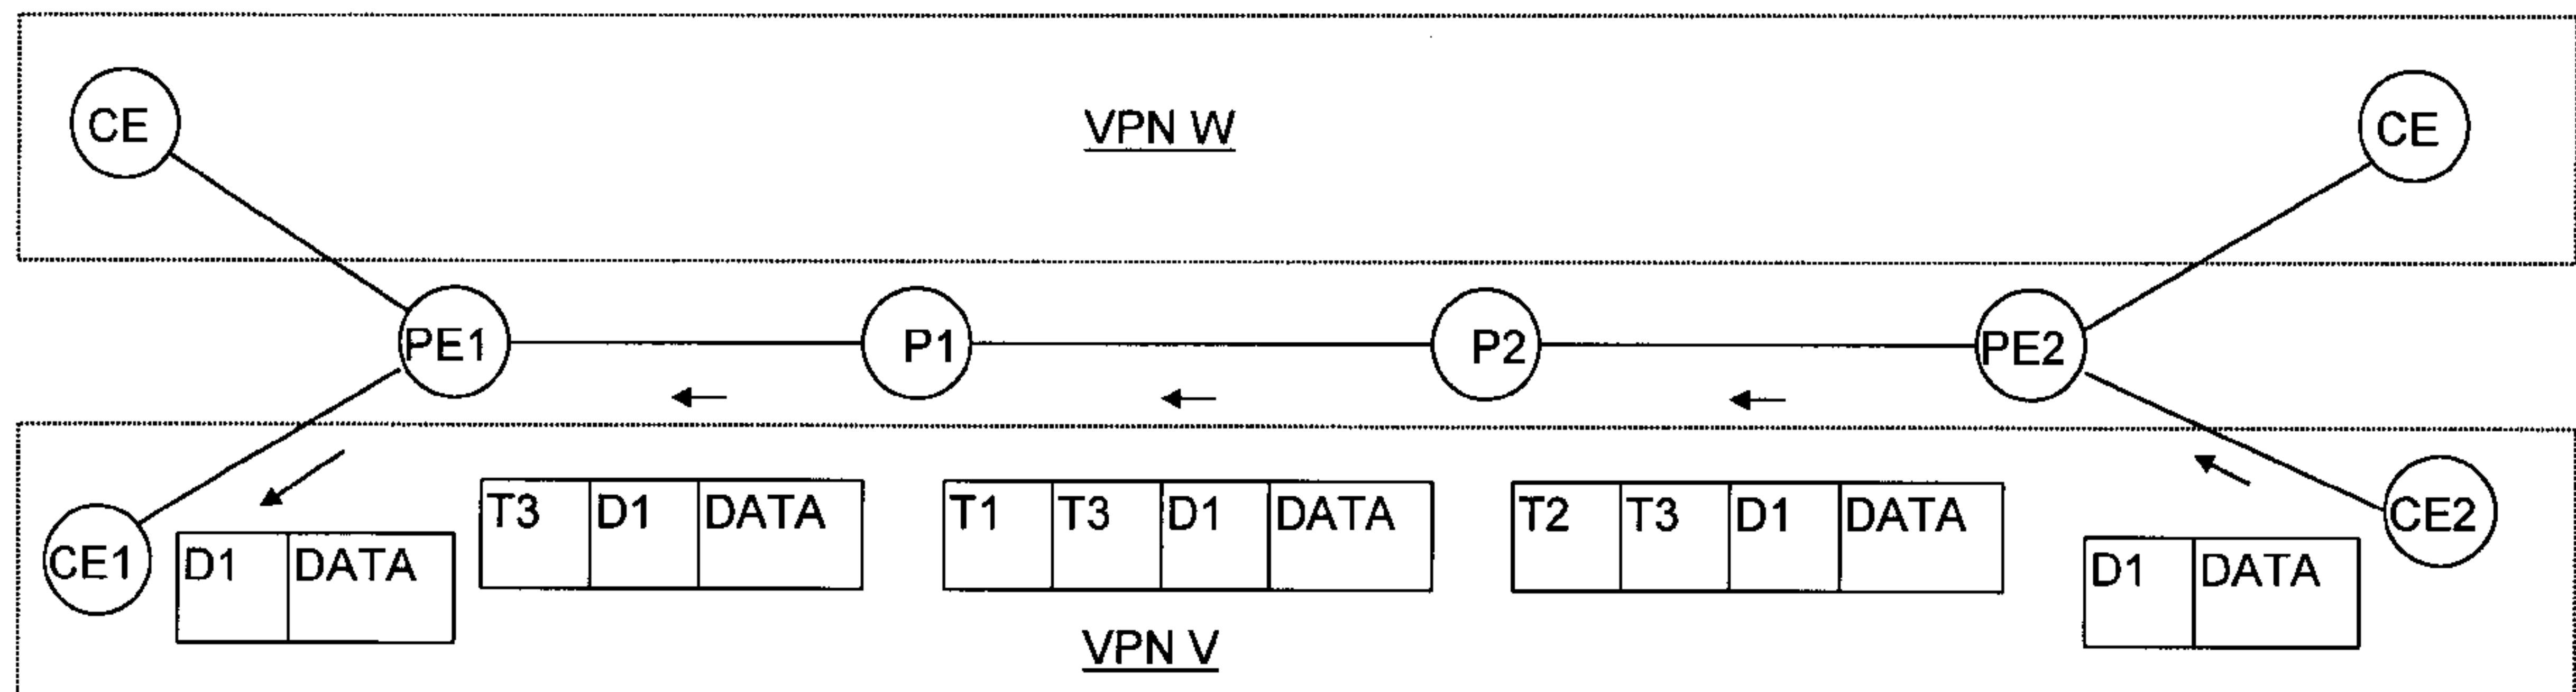 CE
VPN W
CE
PE1
P1
P2
PE2
CE1
D1 DATA
T3 D1 DATA
T1 T3 D1 DATA
T2 T3 D1 DATA
D1 DATA
CE2
VPN V